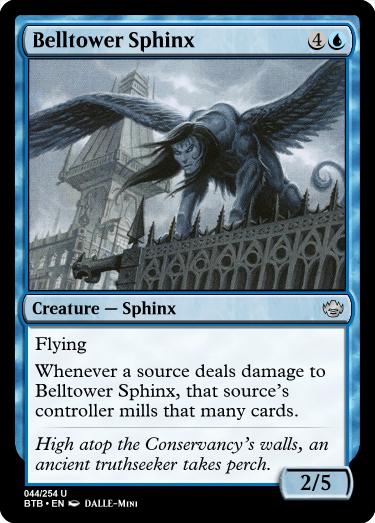 Belltower Sphinx 4
Creature — Sphinx
Flying
Whenever a source deals damage to
Belltower Sphinx, that source's
controller mills that many cards.
High atop the Conservancy's walls, an
ancient truthseeker takes perch.
2/5
044/254 U
BTB • EN DALLE-Mini